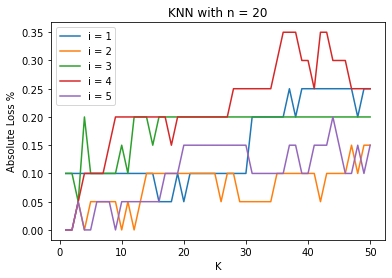 KNN with n = 20
i = 1
i = 2
i = 3
i = 4
i = 5
Absolute Loss %
0.35
0.30
0.25
0.20
0.15
0.10
0.05
0.00
0
10
20
30
40
50
K